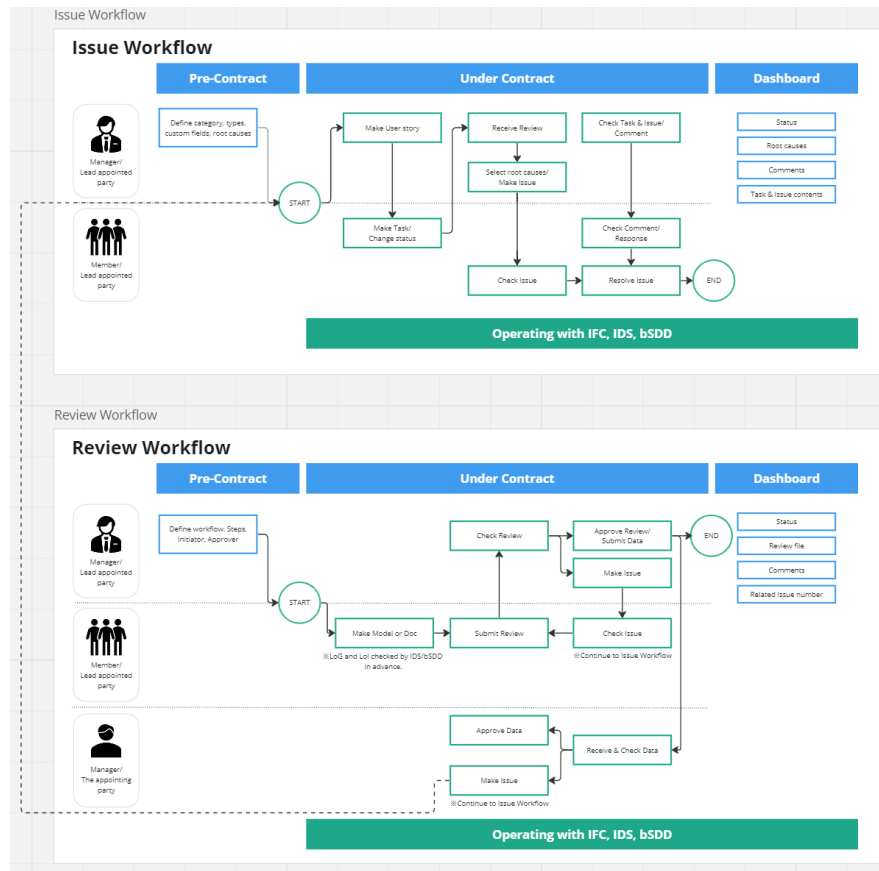 Issue Workflow
Issue Workflow
Pre-Contract
Under Contract
Dashboard
Manager/
Lead appointed
party
Define category, types,
custom fields, root causes
Make User story
Receive Review
Check Task & Issue/
Comment
Status
Root causes
Comments
Task & Issue contents
Select root causes/
Make Issue
START
Member/
Lead appointed
party
Make Task/
Change status
Check Comment/
Response
Check Issue
Resolve Issue
END
Operating with IFC, IDS, bSDD
Review Workflow
Review Workflow
Pre-Contract
Under Contract
Dashboard
Manager/
Lead appointed
party
Define workflow, Steps,
Initiator, Approver
Check Review
Approve Review/
Submit Data
END
Make Issue
Status
Review file
Comments
Related Issue number
START
Member/
Lead appointed
party
Make Model or Doc
※LoG and LoI checked by IDS/bSDD
in advance.
Submit Review
Check Issue
※Continue to Issue Workflow
Manager/
The appointing
party
Approve Data
Receive & Check Data
Make Issue
※Continue to Issue Workflow
Operating with IFC, IDS, bSDD